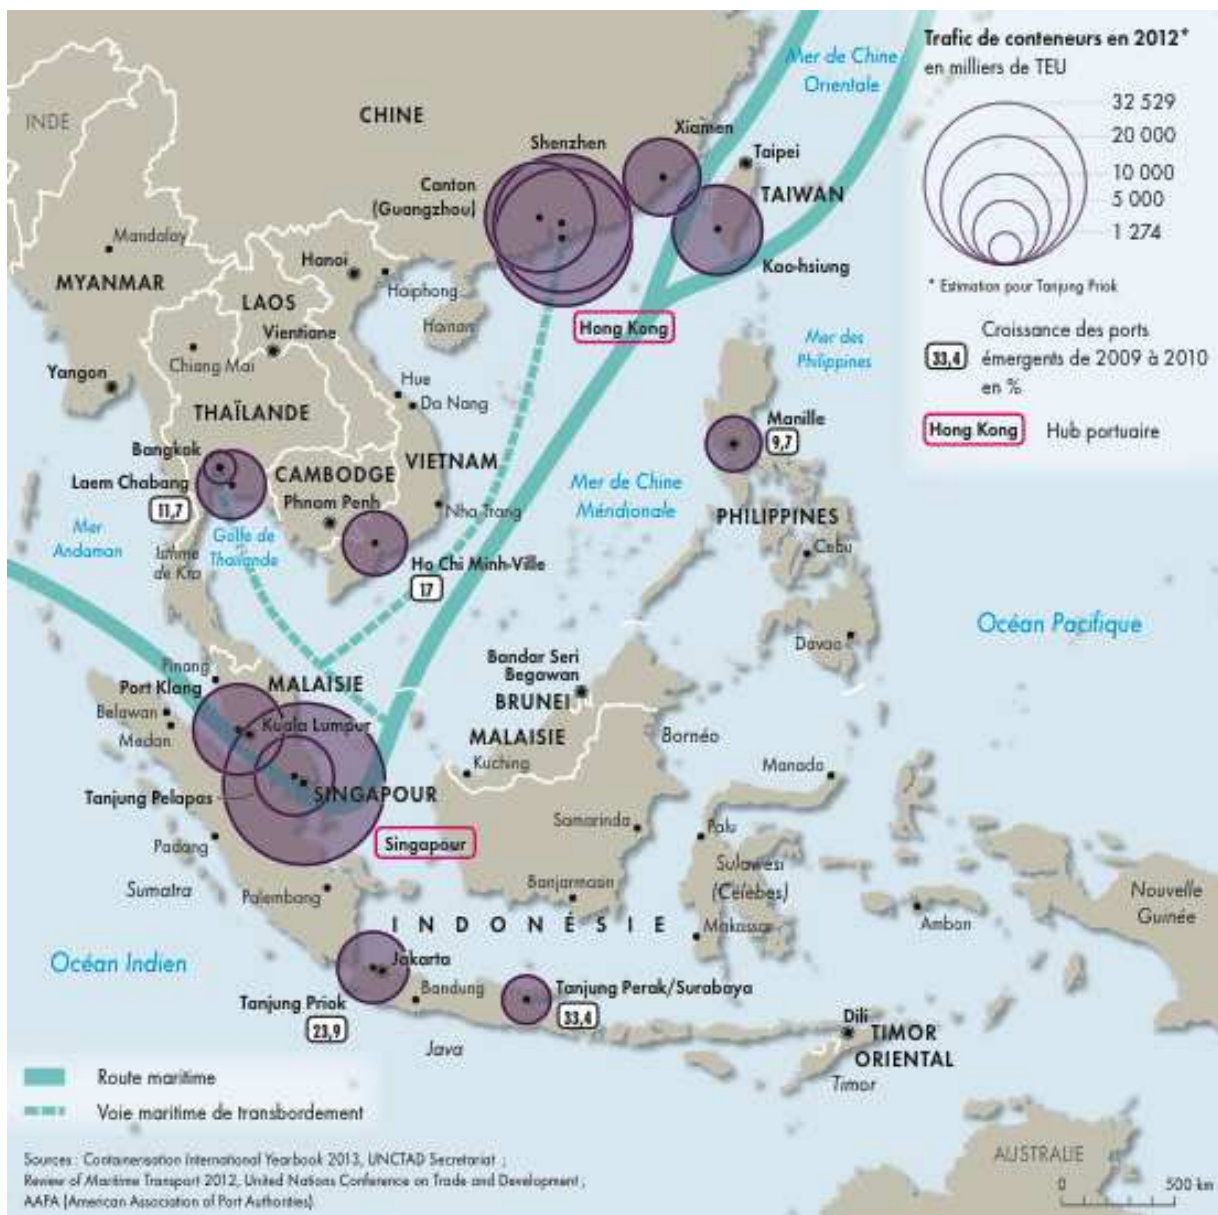 Trafic de conteneurs en 2012*
en milliers de TEU
32 529
20 000
10 000
5 000
1 274
* Estimation pour Tanjung Priok
33,4
Croissance des ports
émergents de 2009 à 2010
en %
Hong Kong
Hub portuaire
Mer de Chine
Orientale
INDE
CHINE
Shenzhen
Xiamen
Taipei
Canton
(Guangzhou)
TAIWAN
Mandalay
Hanoi
Haiphong
Kao-hsiung
MYANMAR
LAOS
Hainan
Hong Kong
Vientiane
Chiang Mai
Mer des
Philippines
Yangon
Hue
Da Nang
THAÏLANDE
Manille
9,7
Bangkok
Laem Chabang
11,7
CAMBODGE
VIETNAM
Phnom Penh
Nha Trang
Mer de Chine
Méridionale
PHILIPPINES
Mer
Andaman
Golfe de
Thaïlande
Isthme
de Kra
Ho Chi Minh-Ville
17
Cebu
Océan Pacifique
Davao
Pinang
Port Klang
MALAISIE
Bandar Seri
Begawan
BRUNEI
Belawan
Medan
Kuala Lumpur
MALAISIE
Bornéo
Kuching
Manado
Tanjung Pelapas
SINGAPOUR
Singapour
Samarinda
Palu
Padang
Sumatra
Palembang
Banjarmasin
Sulawesi
(Célèbes)
Nouvelle
Guinée
INDONÉSIE
Makassar
Ambon
Océan Indien
Jakarta
Tanjung Priok
23,9
Bandung
Tanjung Perak/Surabaya
33,4
Java
Dili
TIMOR
ORIENTAL
Timor
Route maritime
Voie maritime de transbordement
AUSTRALIE
0 500 km
Sources : Containerisation International Yearbook 2013, UNCTAD Secretariat ;
Review of Maritime Transport 2012, United Nations Conference on Trade and Development ;
AAPA (American Association of Port Authorities)